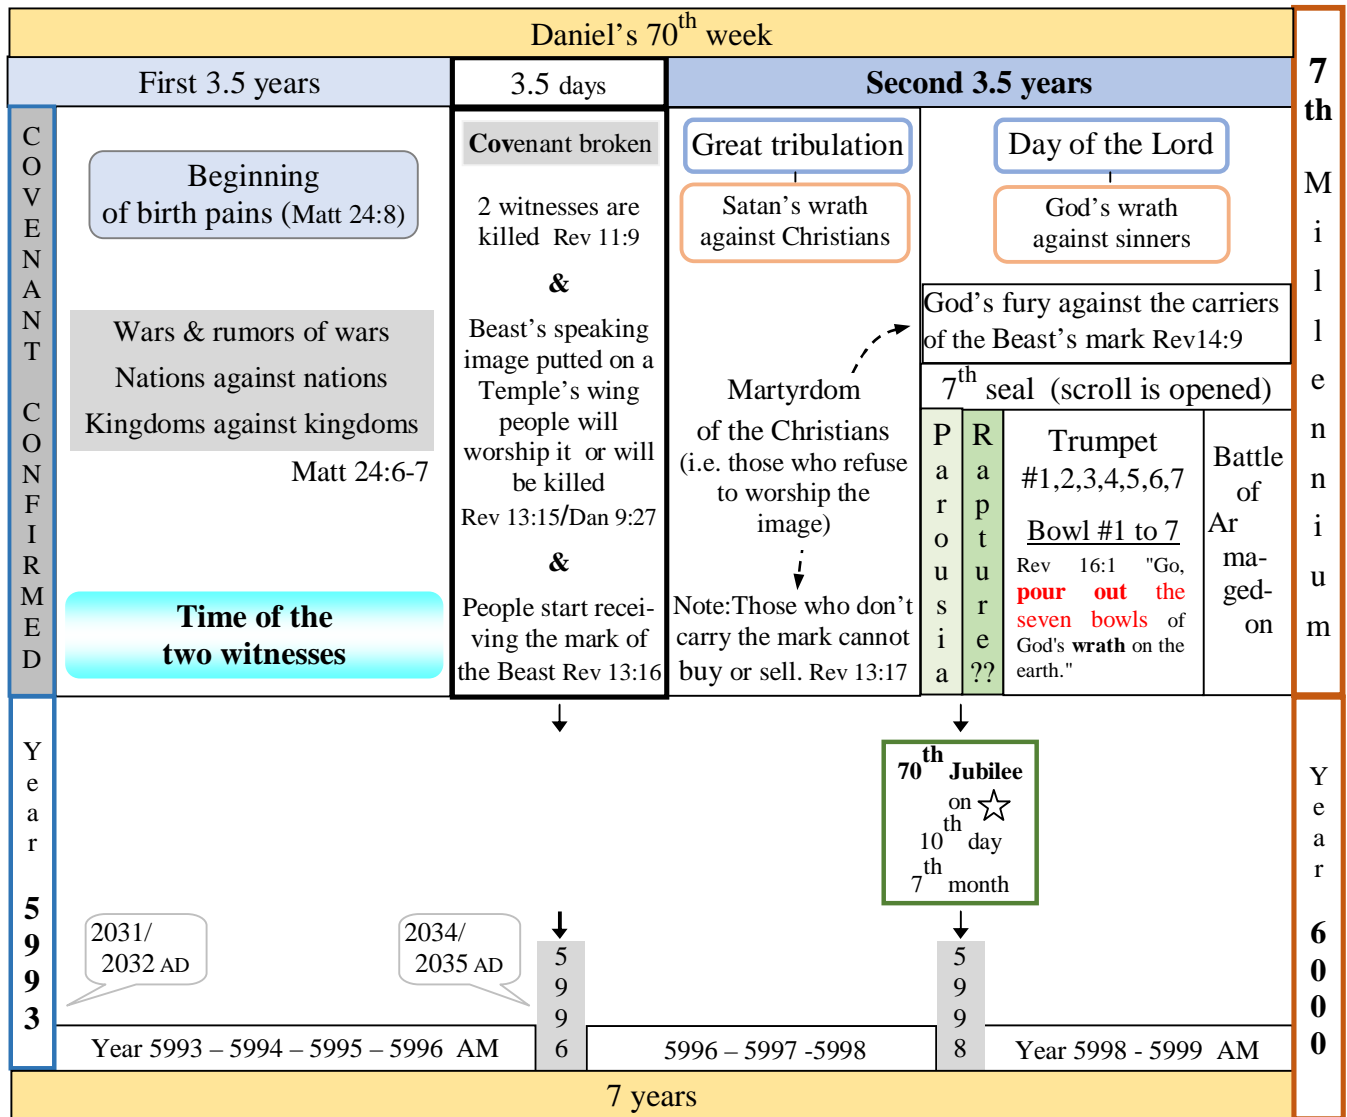 Daniel's 70th week
First 3.5 years
3.5 days
Second 3.5 years
7th Millennium
COVENANT CONFIRMED
Beginning
of birth pains (Matt 24:8)
Wars & rumors of wars
Nations against nations
Kingdoms against kingdoms
Matt 24:6-7
Time of the
two witnesses
Covenant broken
2 witnesses are
killed Rev 11:9
&
Beast's speaking
image putted on a
Temple's wing
people will
worship it or will
be killed
Rev 13:15/Dan 9:27
&
People start recei-
ving the mark of
the Beast Rev 13:16
Great tribulation
Satan's wrath
against Christians
Martyrdom
of the Christians
(i.e. those who refuse
to worship the
image)
Note:Those who don't
carry the mark cannot
buy or sell. Rev 13:17
Day of the Lord
God's wrath
against sinners
God's fury against the carriers
of the Beast's mark Rev14:9
7th seal (scroll is opened)
Parousia
Rapture??
Trumpet
#1,2,3,4,5,6,7
Bowl #1 to 7
Rev 16:1 "Go,
pour out the
seven bowls of
God's wrath on the
earth."
Battle
of
Ar
ma-
ged-
on
Year 5993
2031/
2032 AD
2034/
2035 AD
70th Jubilee
on ☆
10th day
7th month
5996
5998
Year 6000
Year 5993 – 5994 – 5995 – 5996 AM
5996 – 5997 -5998
Year 5998 - 5999 AM
7 years